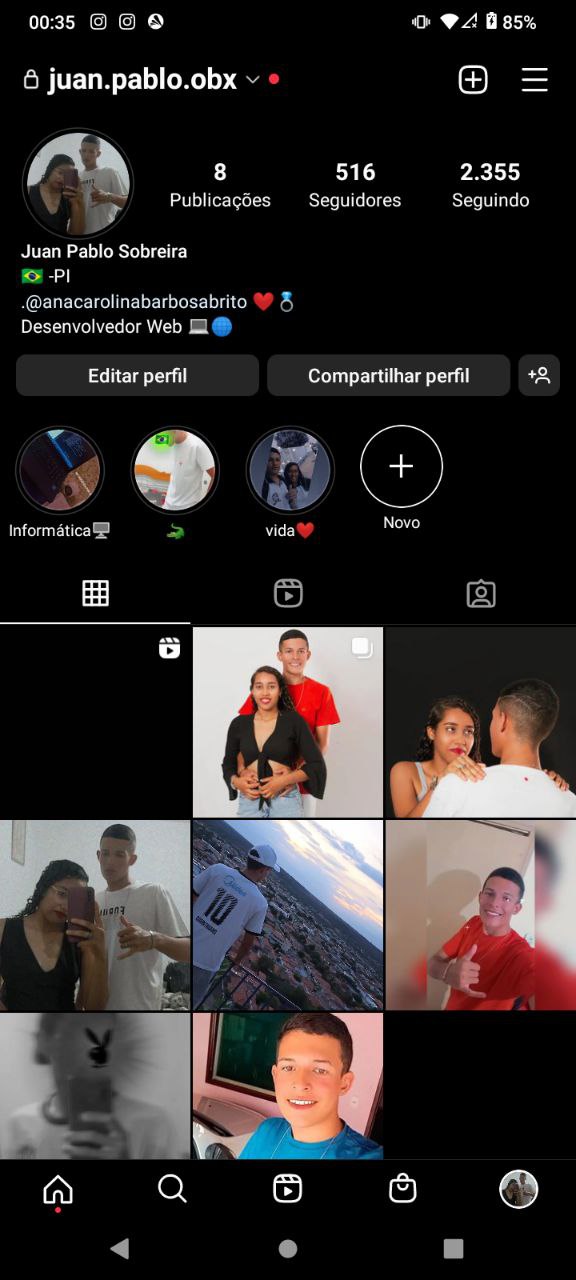 00:35 85%
juan.pablo.obx
8 516 2.355
Publicações Seguidores Seguindo
Juan Pablo Sobreira
🇧🇷 -PI
.@anacarolinabarbosabrito ❤️💍
Desenvolvedor Web 💻🌐
Editar perfil Compartilhar perfil
Informática🖥️ 🐊 vida❤️ Novo
10